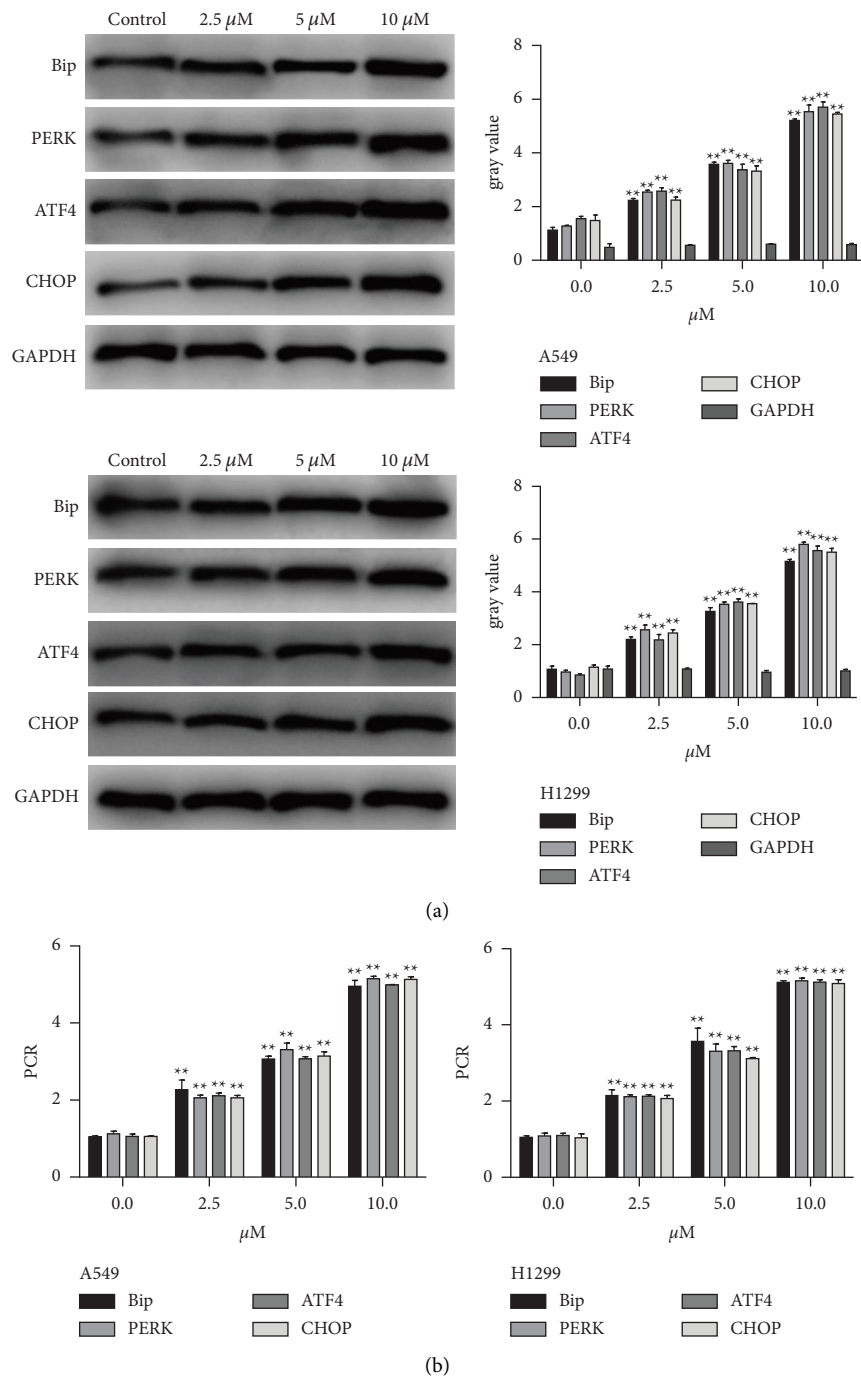 Control 2.5 μM 5 μM 10 μM
Bip
PERK
ATF4
CHOP
GAPDH
8
6
4
2
0
gray value
** ** ** **
** ** ** **
** ** ** **
0.0 2.5 5.0 10.0
μM
A549
Bip CHOP
PERK GAPDH
ATF4
Control 2.5 μM 5 μM 10 μM
Bip
PERK
ATF4
CHOP
GAPDH
8
6
4
2
0
gray value
** ** ** **
** ** ** **
** ** ** **
0.0 2.5 5.0 10.0
μM
H1299
Bip CHOP
PERK GAPDH
ATF4
(a)
6
4
2
0
PCR
** ** ** **
** ** ** **
** ** ** **
0.0 2.5 5.0 10.0
μM
A549
Bip ATF4
PERK CHOP
6
4
2
0
PCR
** ** ** **
** ** ** **
** ** ** **
0.0 2.5 5.0 10.0
μM
H1299
Bip ATF4
PERK CHOP
(b)